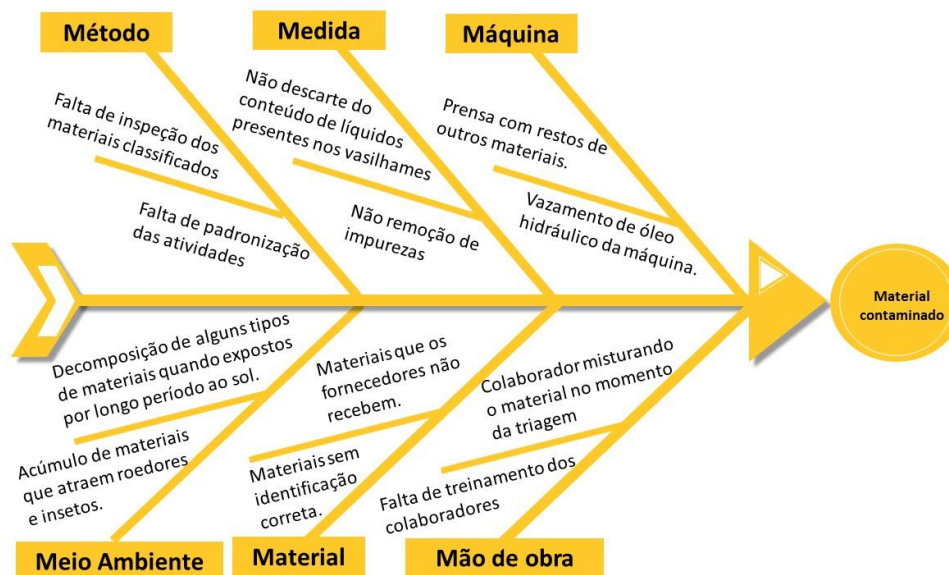 Método
Medida
Máquina
Falta de inspeção dos
materiais classificados
Falta de padronização
das atividades
Não descarte do
conteúdo de líquidos
presentes nos vasilhames
Não remoção de
impurezas
Prensa com restos de
outros materiais.
Vazamento de óleo
hidráulico da máquina.
Material
contaminado
Decomposição de alguns tipos
de materiais quando expostos
por longo período ao sol.
Acúmulo de materiais
que atraem roedores
e insetos.
Materiais que os
fornecedores não
recebem.
Materiais sem
identificação
correta.
Colaborador misturando
o material no momento
da triagem
Falta de treinamento dos
colaboradores
Meio Ambiente
Material
Mão de obra